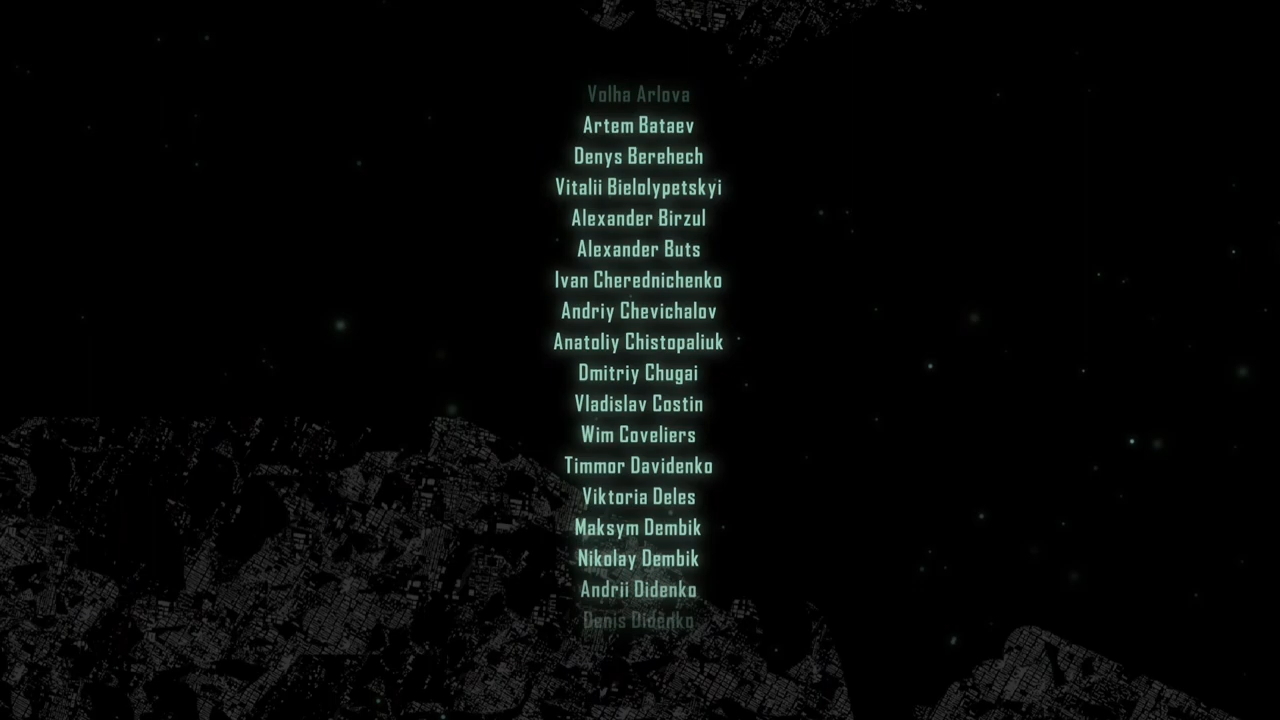 Volha Arlova
Artem Bataev
Denys Berehech
Vitalii Bielolypetskyi
Alexander Birzul
Alexander Buts
Ivan Cherednichenko
Andriy Chevichalov
Anatoliy Chistopaliuk
Dmitriy Chugai
Vladislav Costin
Wim Coveliers
Timmor Davidenko
Viktoria Deles
Maksym Dembik
Nikolay Dembik
Andrii Didenko
Denis Didenko